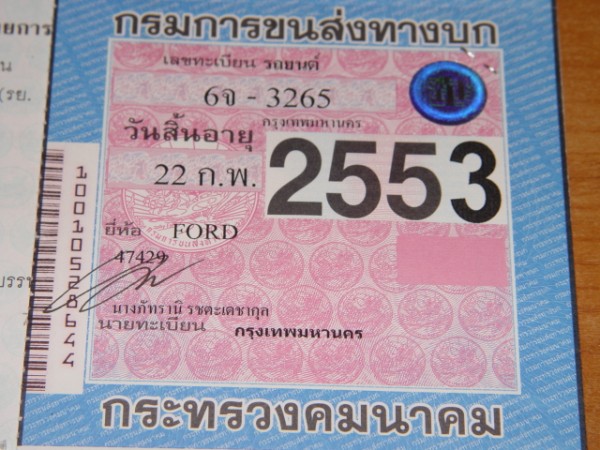 กรมการขนส่งทางบก
เลขทะเบียน รถยนต์
6จ - 3265
กรุงเทพมหานคร
วันสิ้นอายุ
22 ก.พ.
2553
ยี่ห้อ FORD
47429
นางภัทรานิ รชตะเตชากุล
นายทะเบียน กรุงเทพมหานคร
กระทรวงคมนาคม
10010528644